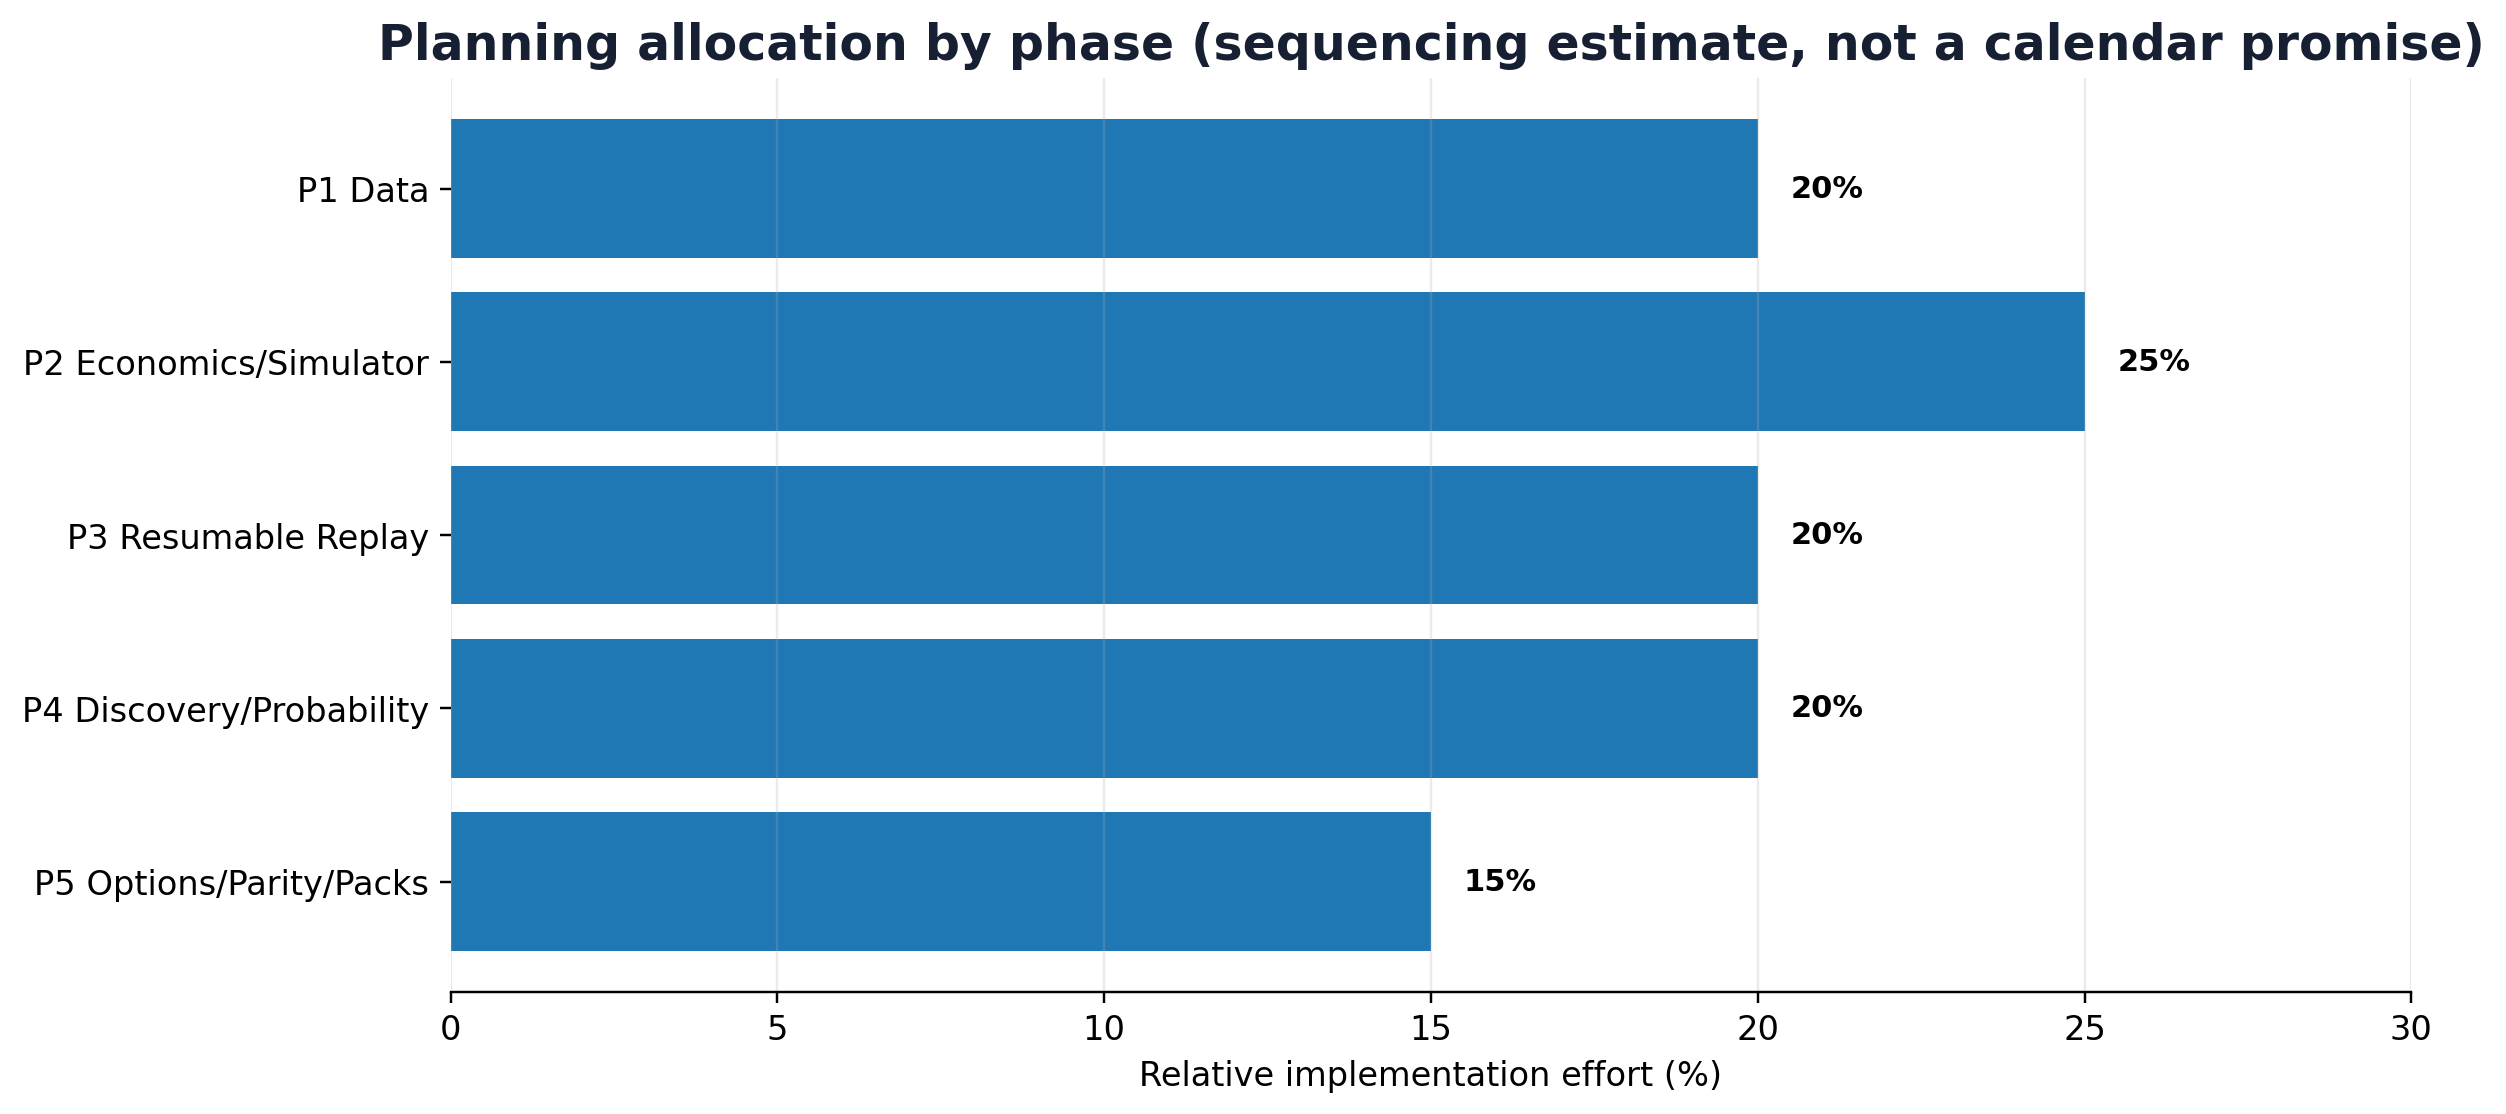 Planning allocation by phase (sequencing estimate, not a calendar promise)
P1 Data
20%
P2 Economics/Simulator
25%
P3 Resumable Replay
20%
P4 Discovery/Probability
20%
P5 Options/Parity/Packs
15%
0 5 10 15 20 25 30
Relative implementation effort (%)